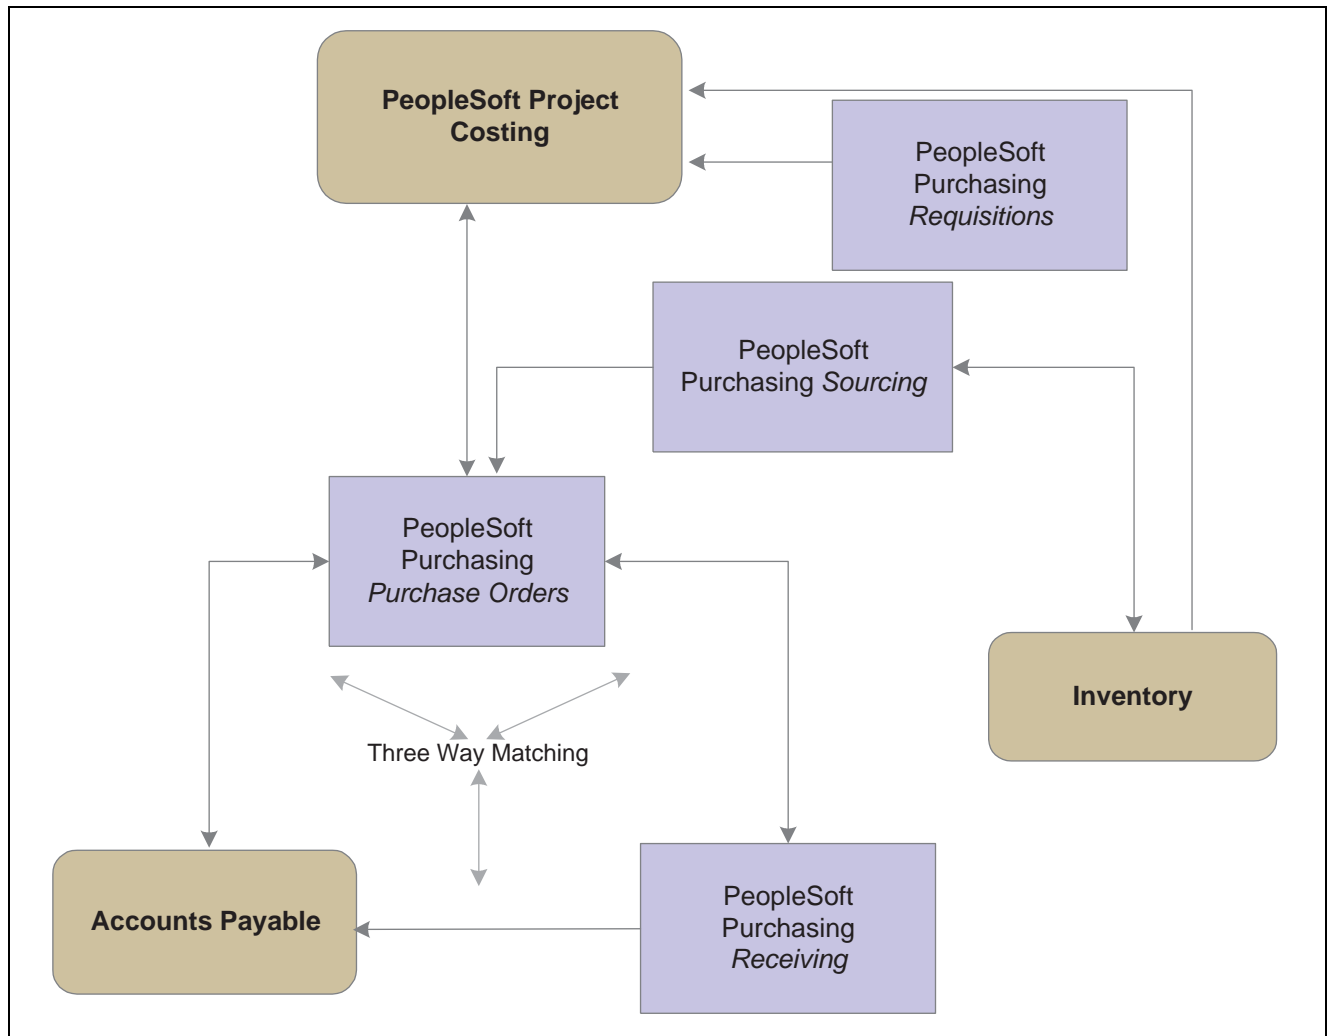 PeopleSoft Project
Costing
PeopleSoft
Purchasing
Requisitions
PeopleSoft
Purchasing Sourcing
PeopleSoft
Purchasing
Purchase Orders
Inventory
Three Way Matching
Accounts Payable
PeopleSoft
Purchasing
Receiving